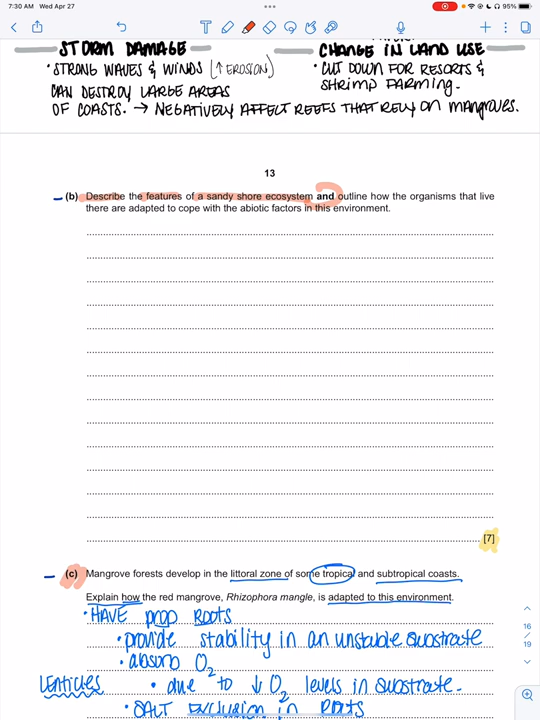 7:30 AM Wed Apr 27
95%
STORM DAMAGE
CHANGE IN LAND USE
• STRONG WAVES & WINDS (↑ EROSION)
CAN DESTROY LARGE AREAS
OF COASTS. → NEGATIVELY AFFECT REEFS THAT RELY ON MANGROVES.
• CUT DOWN FOR RESORTS &
SHRIMP FARMING.
13
(b) Describe the features of a sandy shore ecosystem and outline how the organisms that live
there are adapted to cope with the abiotic factors in this environment.
[7]
(c) Mangrove forests develop in the littoral zone of some tropical and subtropical coasts.
Explain how the red mangrove, Rhizophora mangle, is adapted to this environment.
• HAVE prop ROOTS
• provide stability in an unstable substrate
• absorb O2
LENTICLES • due to ↓ O2 levels in substrate.
• SALT EXCLUSION in ROOTS
16
/
19